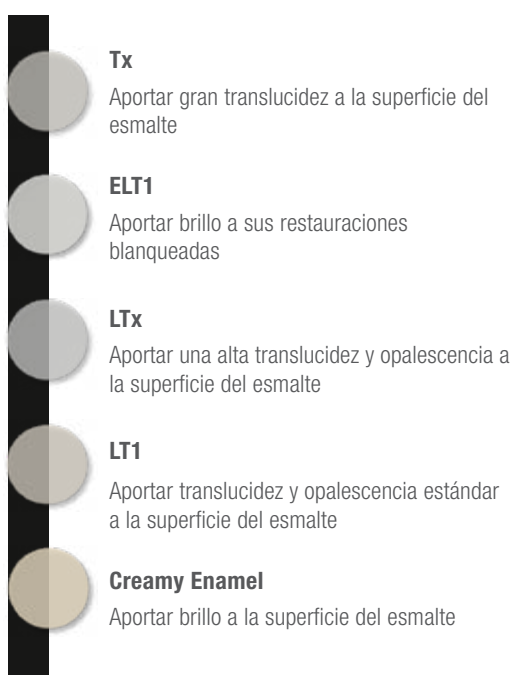 Tx
Aportar gran translucidez a la superficie del
esmalte
ELT1
Aportar brillo a sus restauraciones
blanqueadas
LTx
Aportar una alta translucidez y opalescencia a
la superficie del esmalte
LT1
Aportar translucidez y opalescencia estándar
a la superficie del esmalte
Creamy Enamel
Aportar brillo a la superficie del esmalte